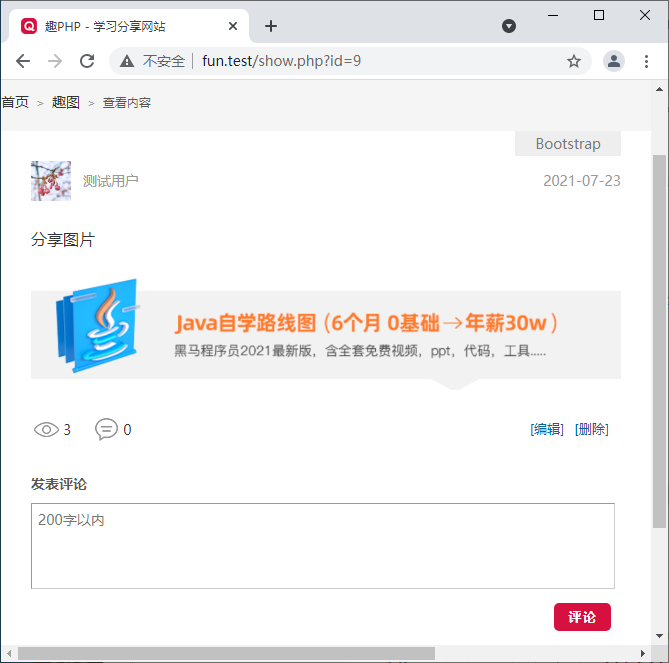 趣PHP - 学习分享网站
不安全 fun.test/show.php?id=9
首页 > 趣图 > 查看内容
Bootstrap
测试用户 2021-07-23
分享图片
Java自学路线图（6个月 0基础→年薪30w）
黑马程序员2021最新版，含全套免费视频，ppt，代码，工具.....
3 0 [编辑] [删除]
发表评论
200字以内
评论